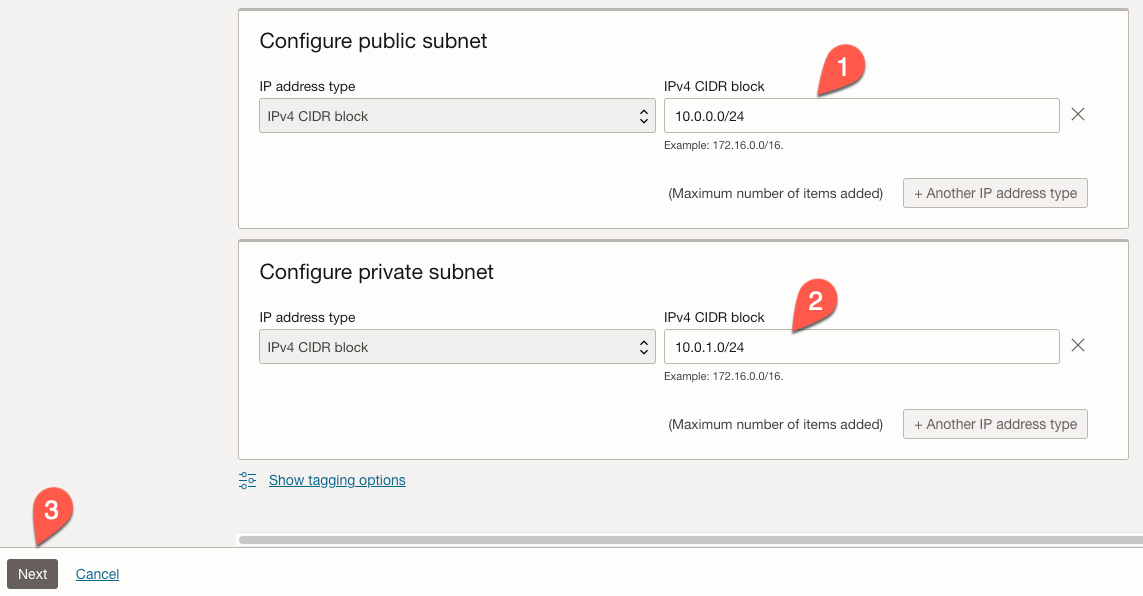 Configure public subnet
IP address type
IPv4 CIDR block
1
IPv4 CIDR block
10.0.0.0/24
Example: 172.16.0.0/16.
(Maximum number of items added)
+ Another IP address type
Configure private subnet
IP address type
IPv4 CIDR block
2
IPv4 CIDR block
10.0.1.0/24
Example: 172.16.0.0/16.
(Maximum number of items added)
+ Another IP address type
Show tagging options
3
Next
Cancel